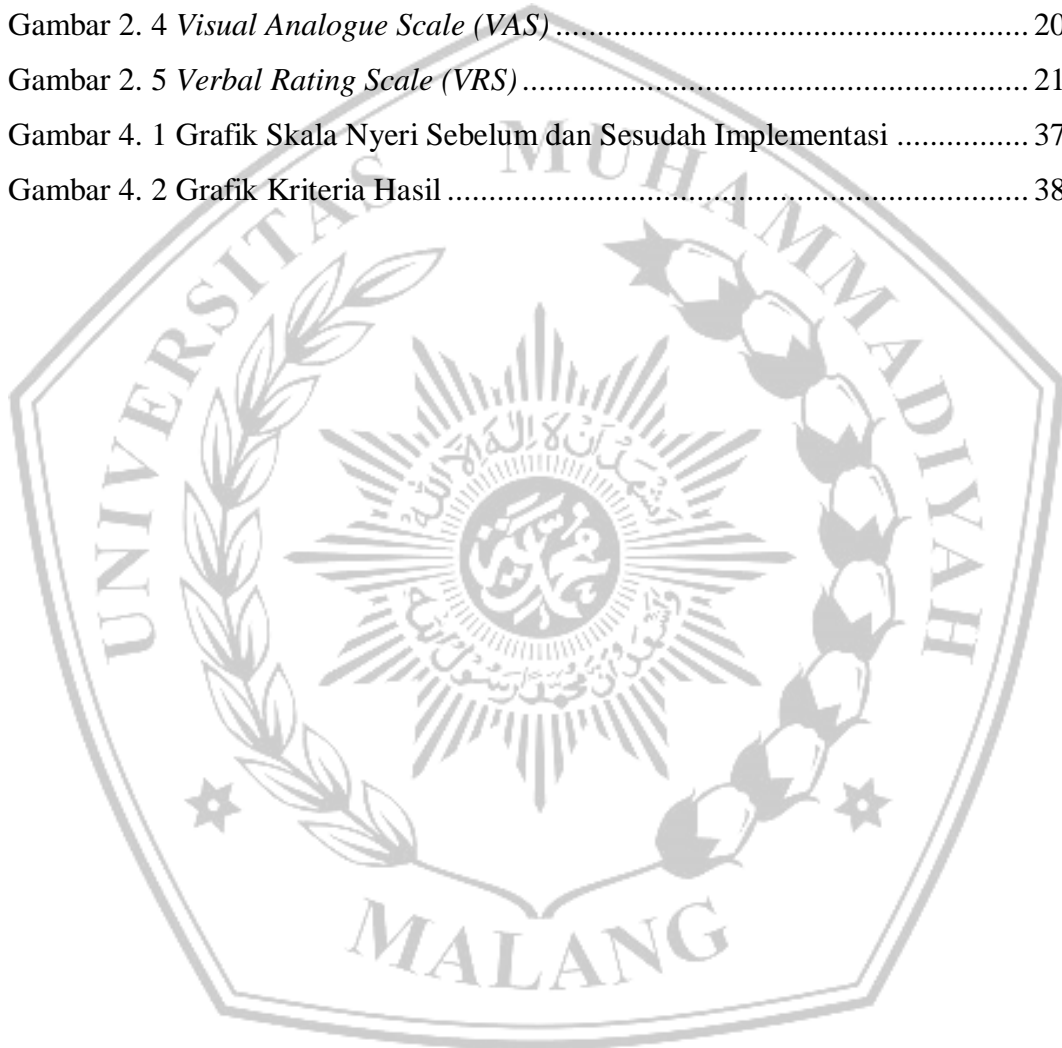 Gambar 2. 4 Visual Analogue Scale (VAS) ........................................................... 20
Gambar 2. 5 Verbal Rating Scale (VRS) ............................................................... 21
Gambar 4. 1 Grafik Skala Nyeri Sebelum dan Sesudah Implementasi ................ 37
Gambar 4. 2 Grafik Kriteria Hasil ......................................................................... 38
UNIVERSITAS MUHAMMADIYAH
MALANG